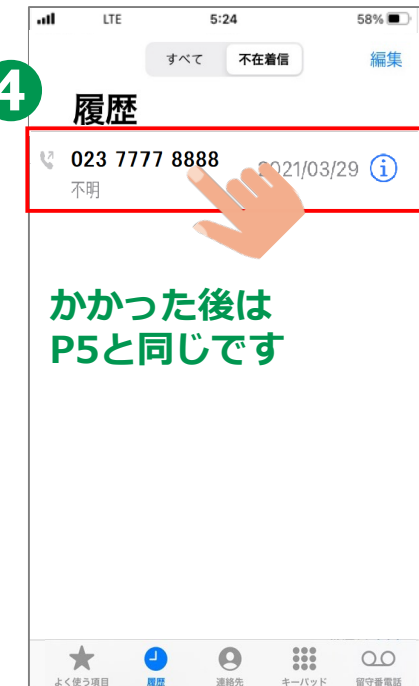 LTE 5:24 58%
すべて 不在着信 編集
4
履歴
023 7777 8888
2021/03/29
不明
かかった後は
P5と同じです
よく使う項目 履歴 連絡先 キーパッド 留守番電話